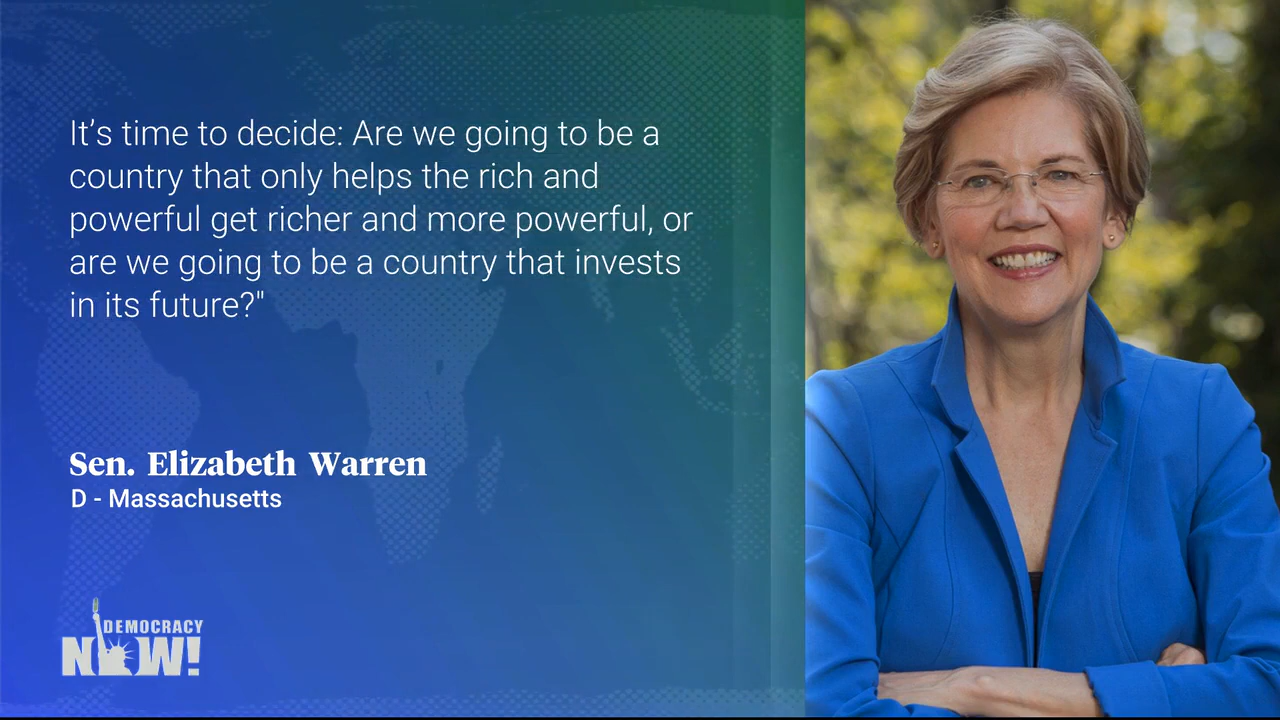 It’s time to decide: Are we going to be a
country that only helps the rich and
powerful get richer and more powerful, or
are we going to be a country that invests
in its future?"
Sen. Elizabeth Warren
D - Massachusetts
DEMOCRACY
NOW!